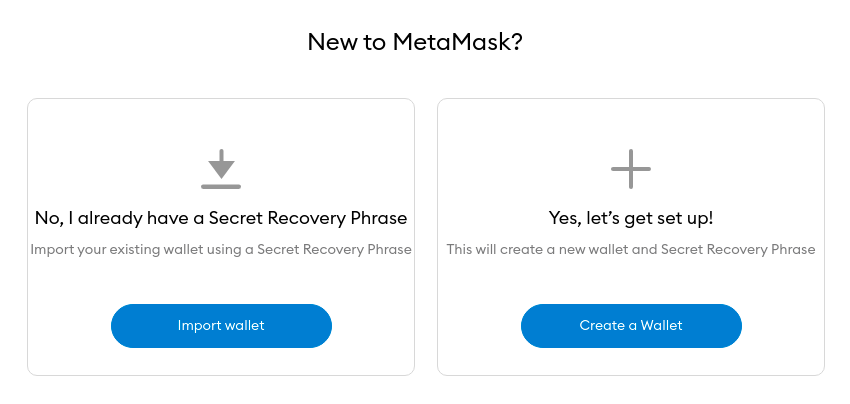 New to MetaMask?
No, I already have a Secret Recovery Phrase
Import your existing wallet using a Secret Recovery Phrase
Import wallet
Yes, let’s get set up!
This will create a new wallet and Secret Recovery Phrase
Create a Wallet